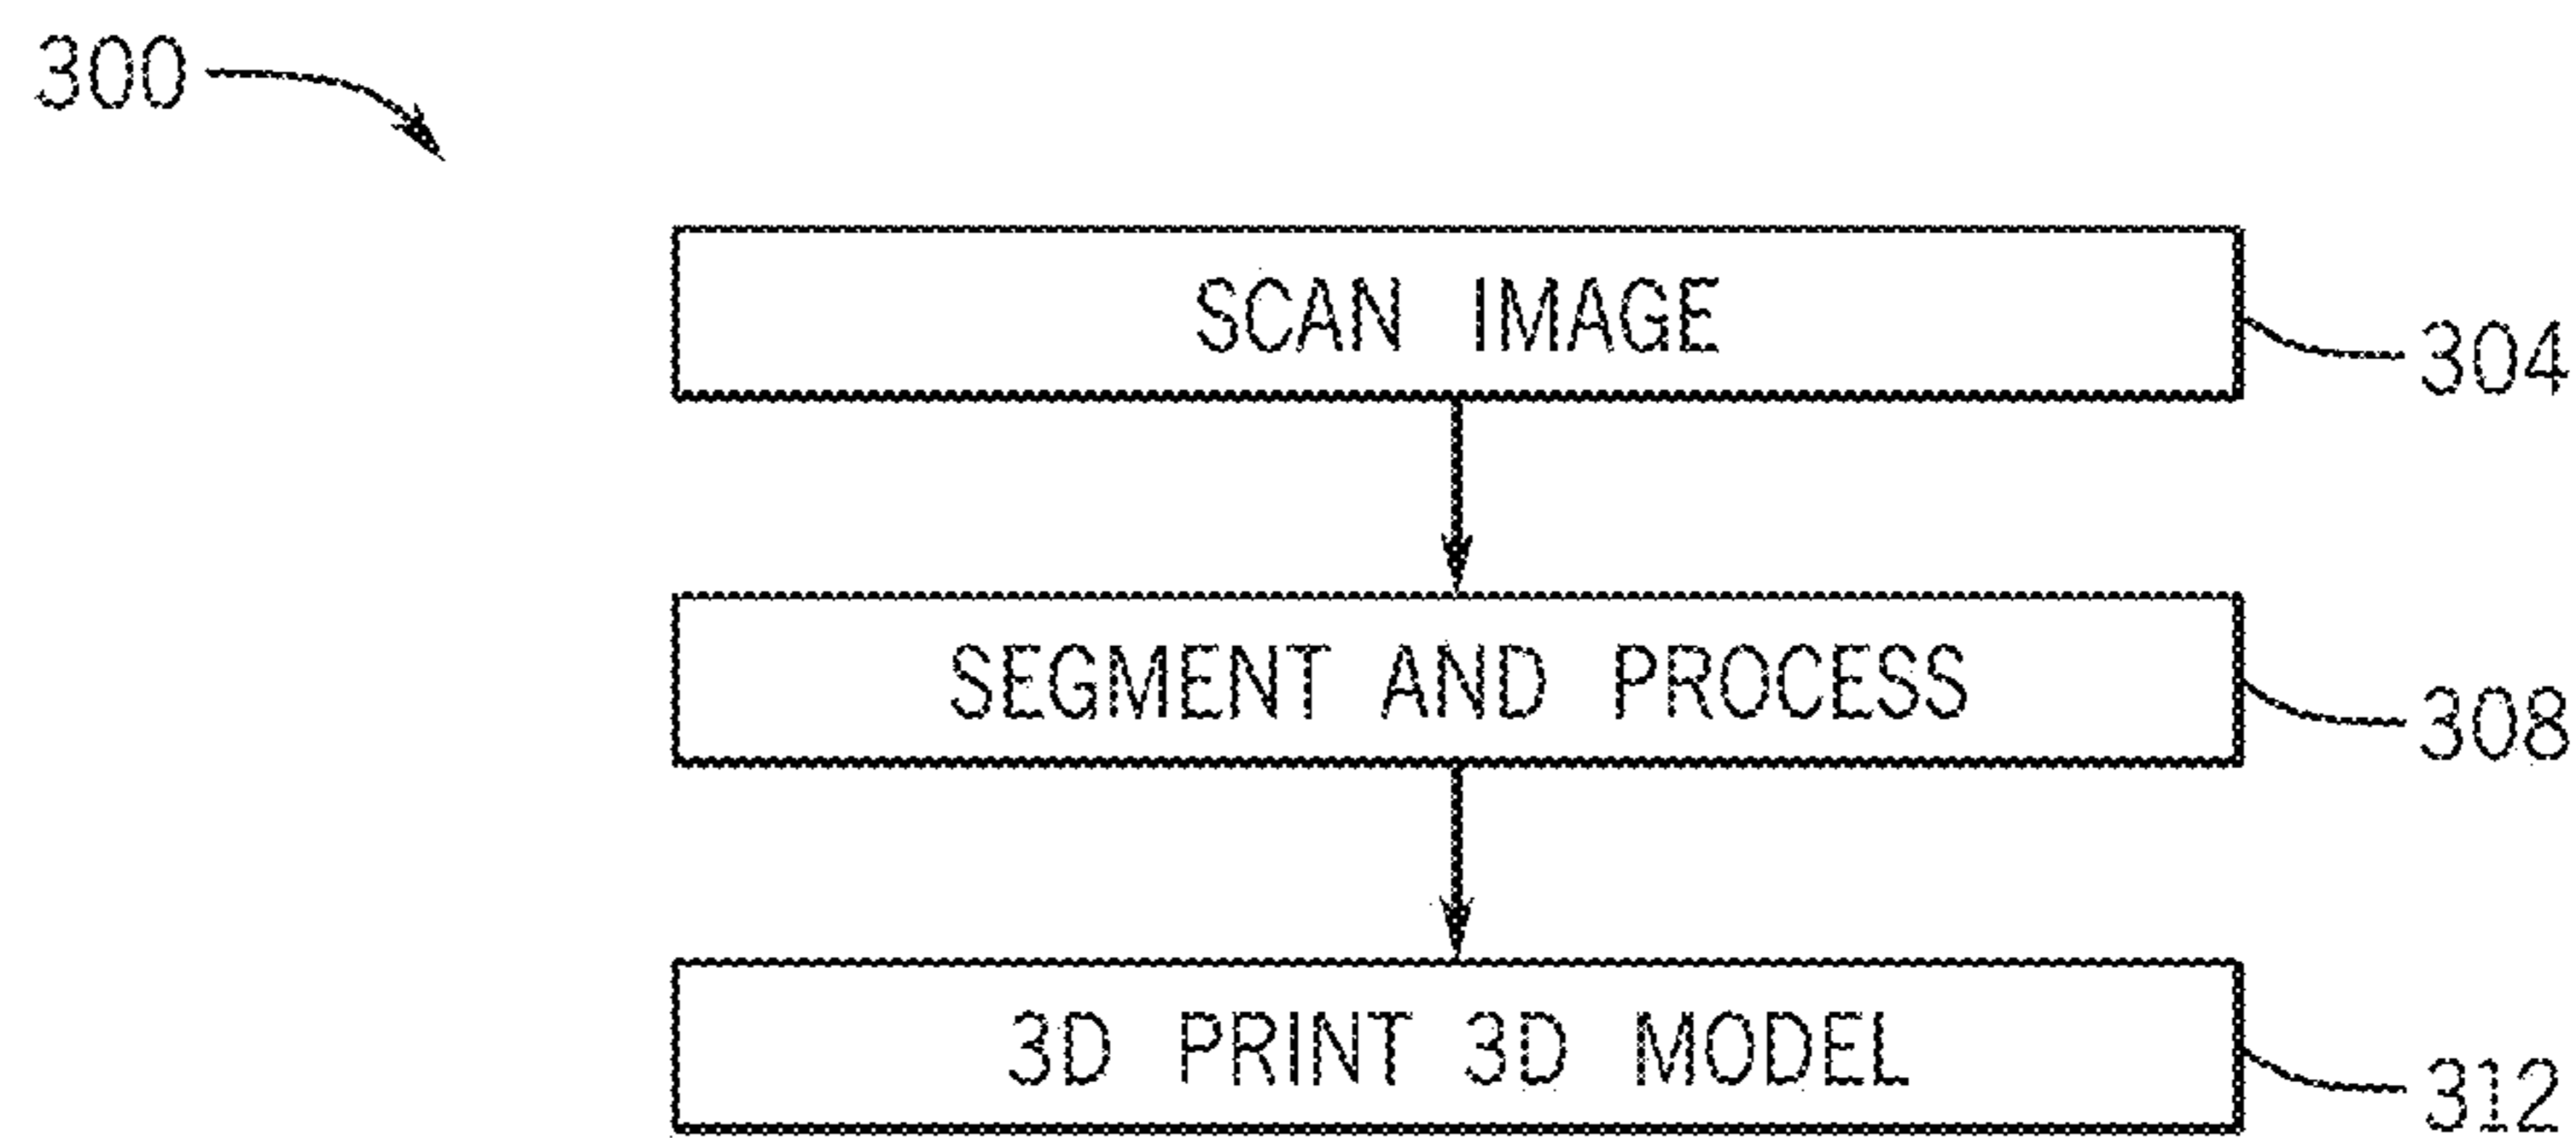 300
SCAN IMAGE
304
SEGMENT AND PROCESS
308
3D PRINT 3D MODEL
312